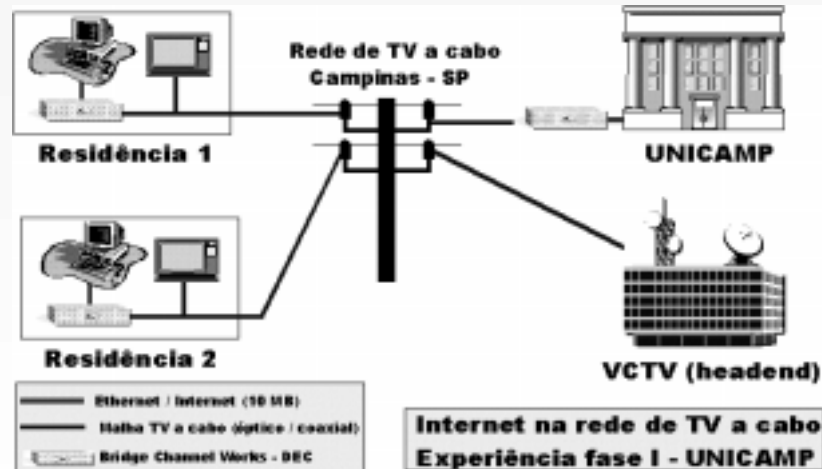 Rede de TV a cabo
Campinas - SP
Residência 1
UNICAMP
Residência 2
VCTV (headend)
Ethernet / Internet (10 MB)
Malha TV a cabo (óptico / coaxial)
Bridge Channel Works - DEC
Internet na rede de TV a cabo
Experiência fase I - UNICAMP